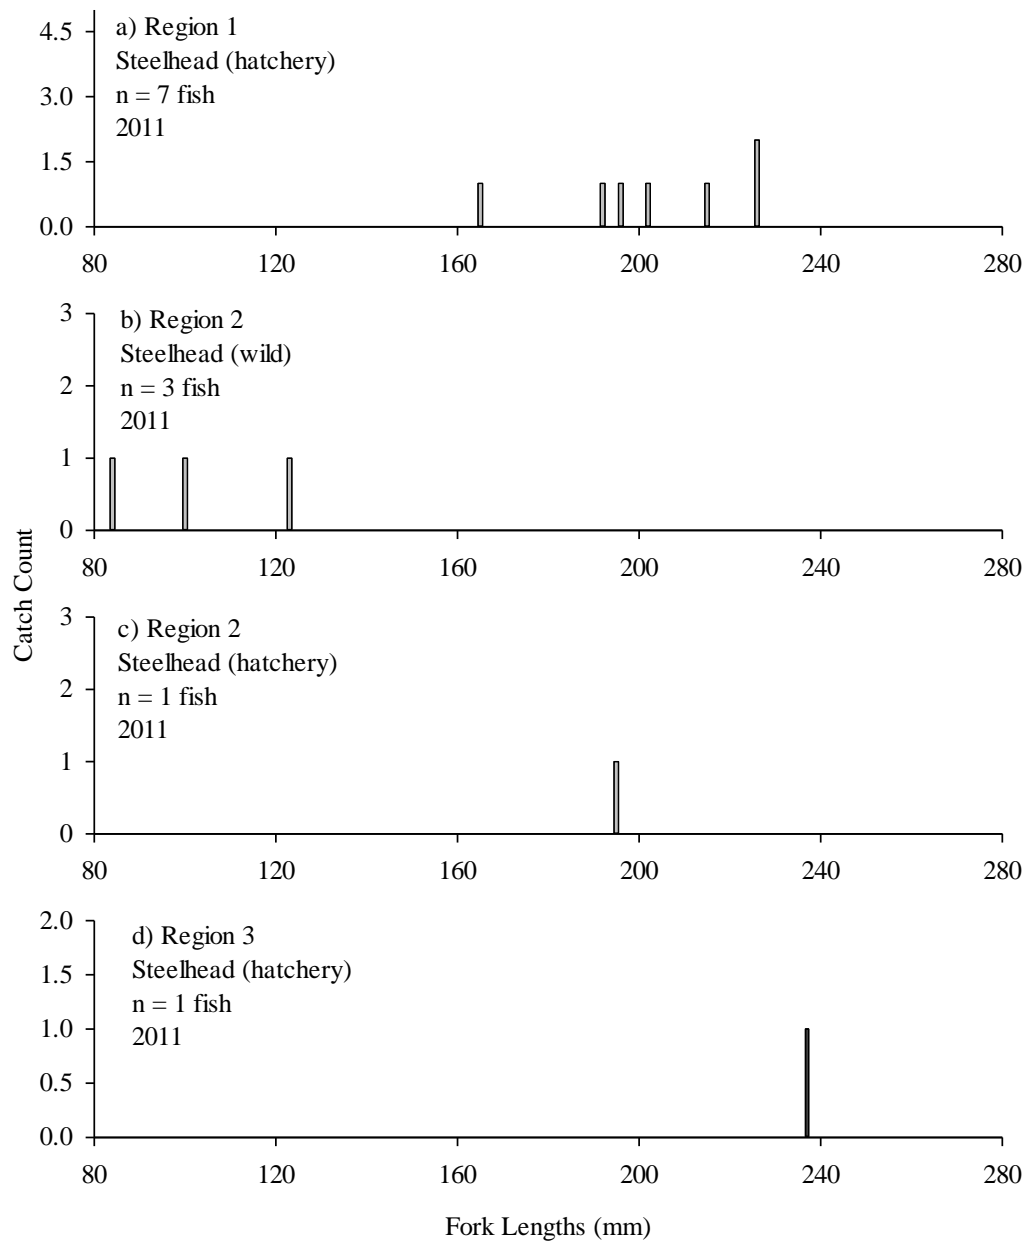 a) Region 1
Steelhead (hatchery)
n = 7 fish
2011
4.5
3.0
1.5
0.0
80 120 160 200 240 280
b) Region 2
Steelhead (wild)
n = 3 fish
2011
3
2
1
0
80 120 160 200 240 280
Catch Count
c) Region 2
Steelhead (hatchery)
n = 1 fish
2011
3
2
1
0
80 120 160 200 240 280
d) Region 3
Steelhead (hatchery)
n = 1 fish
2011
2.0
1.5
1.0
0.5
0.0
80 120 160 200 240 280
Fork Lengths (mm)